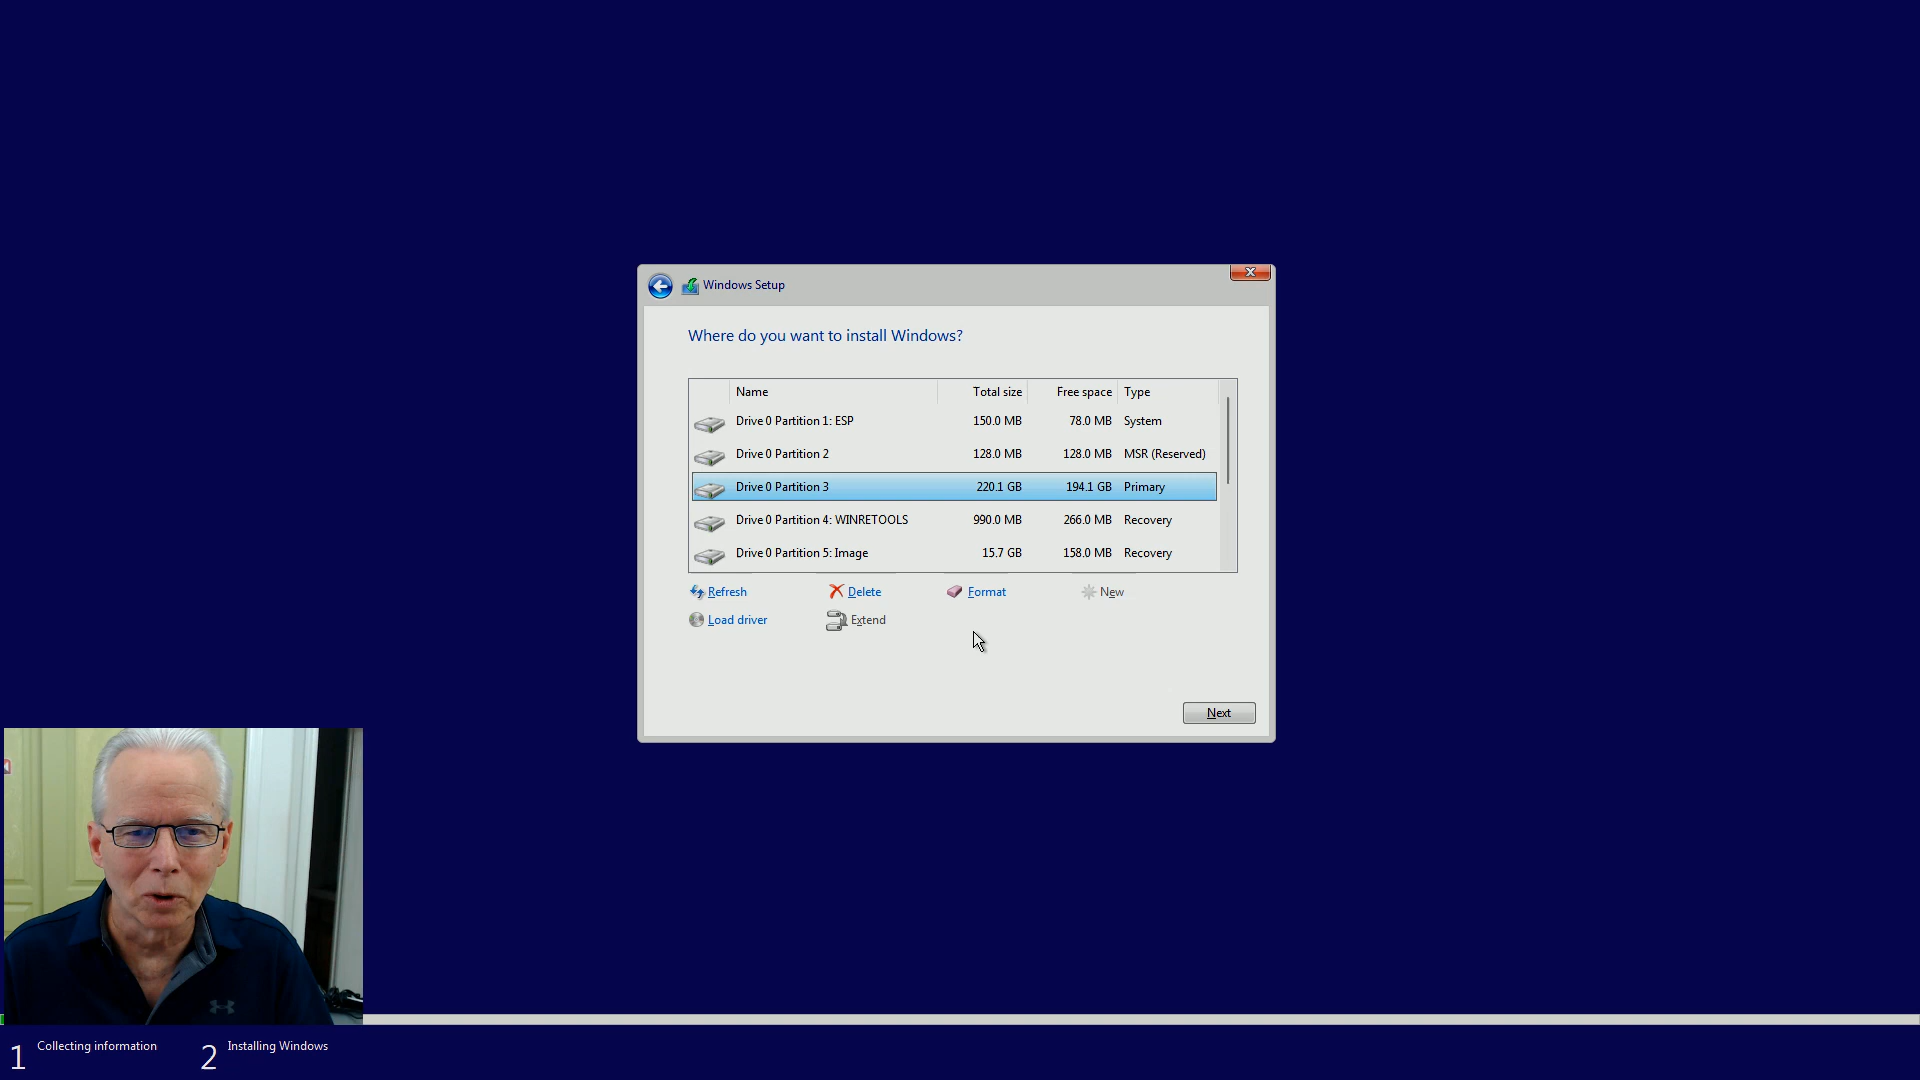 Windows Setup
Where do you want to install Windows?
Name Total size Free space Type
Drive 0 Partition 1: ESP 150.0 MB 78.0 MB System
Drive 0 Partition 2 128.0 MB 128.0 MB MSR (Reserved)
Drive 0 Partition 3 220.1 GB 194.1 GB Primary
Drive 0 Partition 4: WINRETOOLS 990.0 MB 266.0 MB Recovery
Drive 0 Partition 5: Image 15.7 GB 158.0 MB Recovery
Refresh Delete Format New
Load driver Extend
Next
1 Collecting information 2 Installing Windows